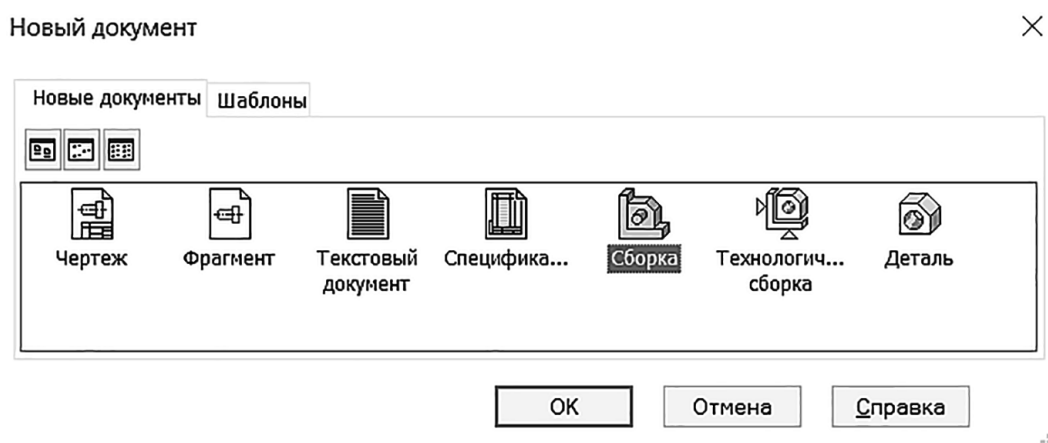 Новый документ
Новые документы
Шаблоны
Чертеж
Фрагмент
Текстовый
документ
Специфика...
Сборка
Технологич...
сборка
Деталь
OK
Отмена
Справка